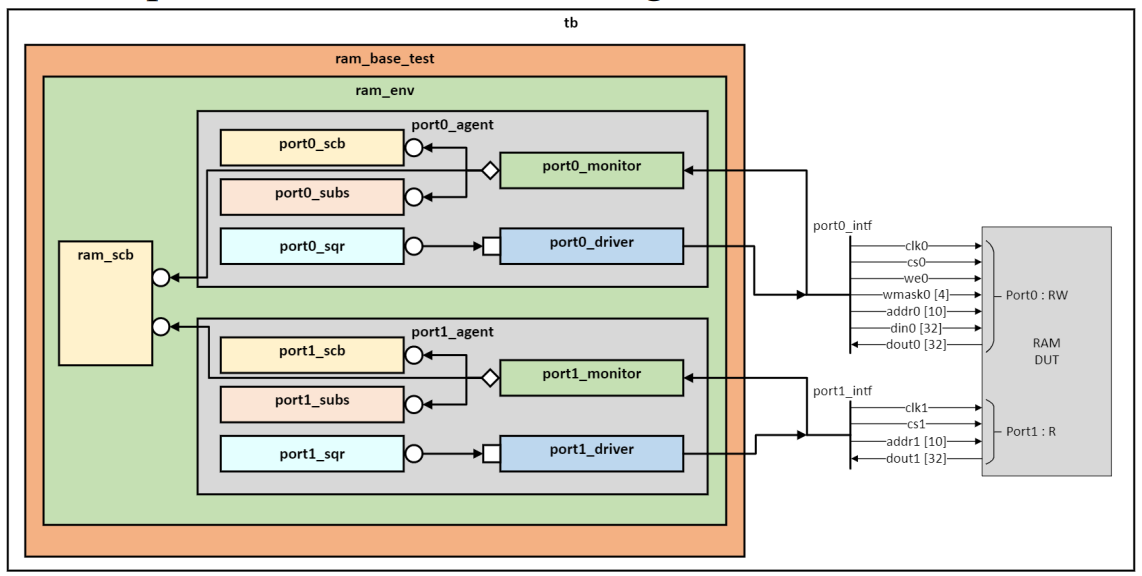 tb
ram_base_test
ram_env
port0_agent
port0_scb
port0_monitor
port0_subs
port0_sqr
port0_driver
ram_scb
port1_agent
port1_scb
port1_monitor
port1_subs
port1_sqr
port1_driver
port0_intf
clk0
cs0
we0
wmask0 [4]
addr0 [10]
din0 [32]
dout0 [32]
Port0 : RW
RAM
DUT
port1_intf
clk1
cs1
addr1 [10]
dout1 [32]
Port1 : R